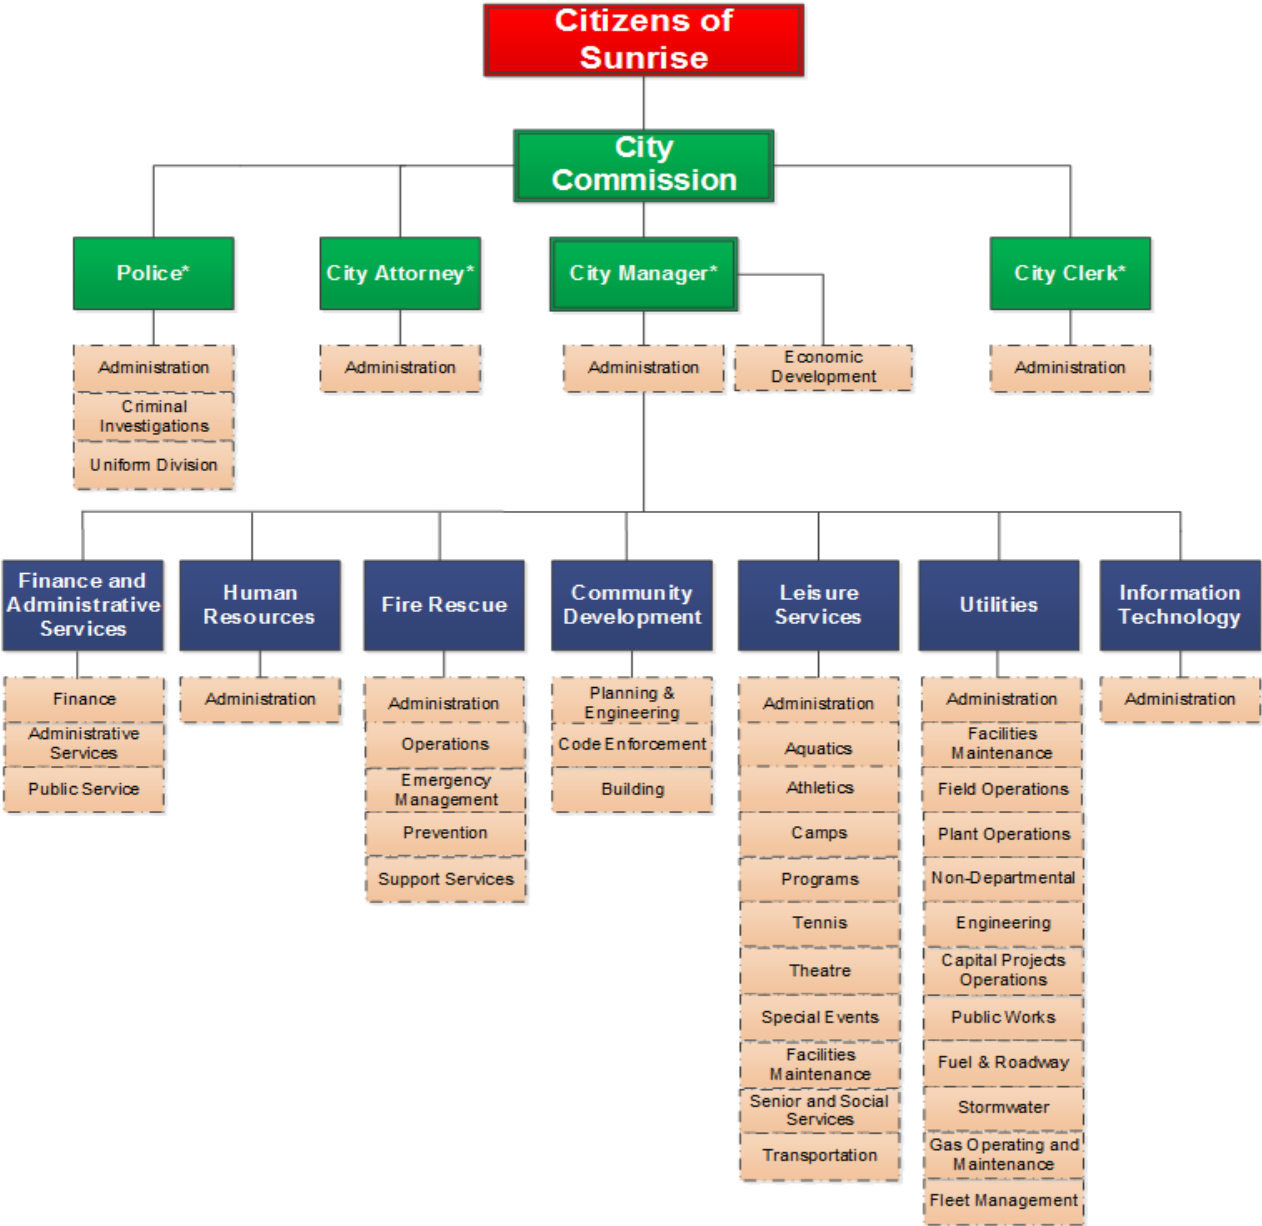 Citizens of
Sunrise
City
Commission
Police*
City Attorney*
City Manager*
City Clerk*
Administration
Criminal
Investigations
Uniform Division
Administration
Administration
Economic
Development
Administration
Finance and
Administrative
Services
Human
Resources
Fire Rescue
Community
Development
Leisure
Services
Utilities
Information
Technology
Finance
Administrative
Services
Public Service
Administration
Administration
Operations
Emergency
Management
Prevention
Support Services
Planning &
Engineering
Code Enforcement
Building
Administration
Aquatics
Athletics
Camps
Programs
Tennis
Theatre
Special Events
Facilities
Maintenance
Senior and Social
Services
Transportation
Administration
Facilities
Maintenance
Field Operations
Plant Operations
Non-Departmental
Engineering
Capital Projects
Operations
Public Works
Fuel & Roadway
Stormwater
Gas Operating and
Maintenance
Fleet Management
Administration